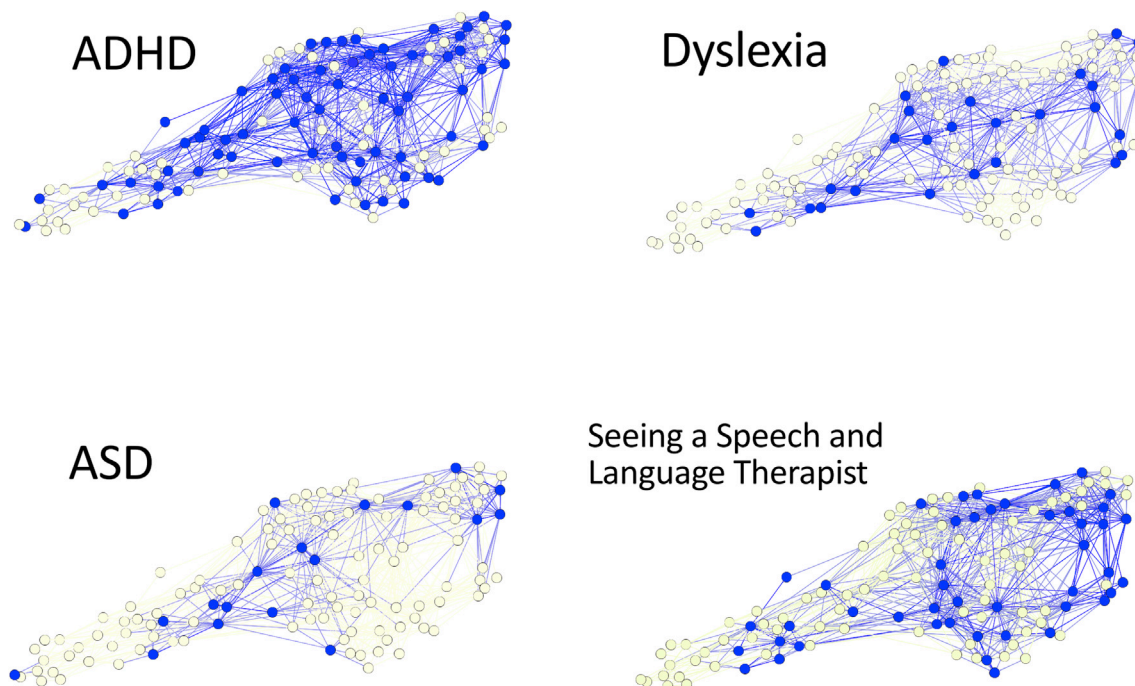 ADHD
Dyslexia
ASD
Seeing a Speech and
Language Therapist